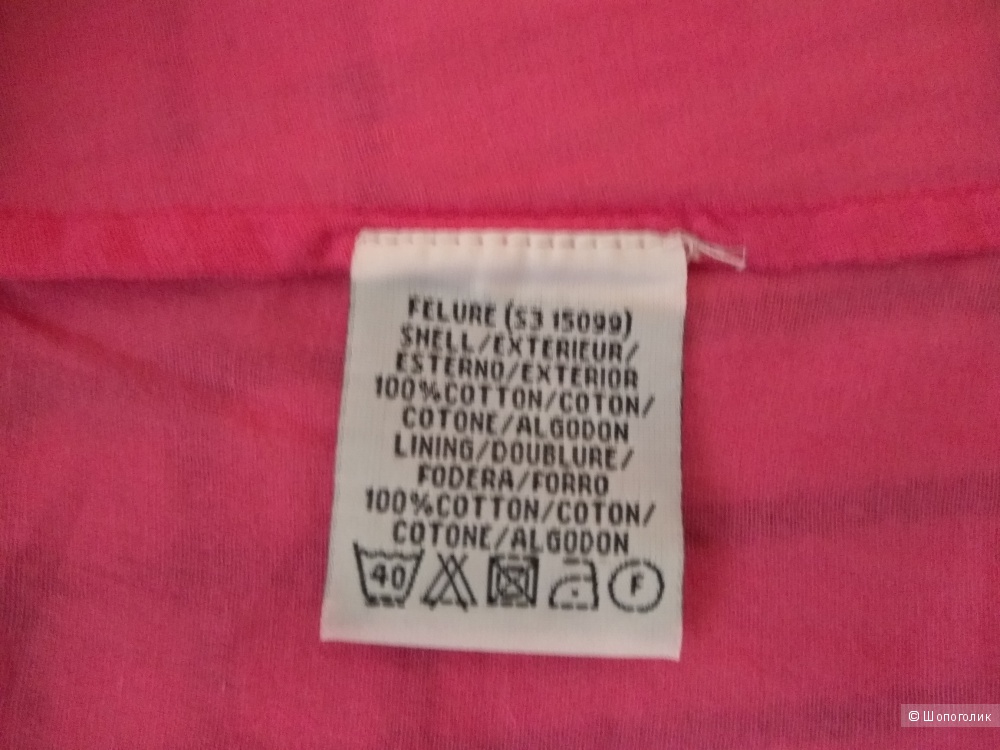 FELURE (S3 15099)
SHELL/EXTERIEUR/
ESTERNO/EXTERIOR
100%COTTON/COTON/
COTONE/ALGODON
LINING/DOUBLURE/
FODERA/FORRO
100%COTTON/COTON/
COTONE/ALGODON
40 F
© Шопоголик